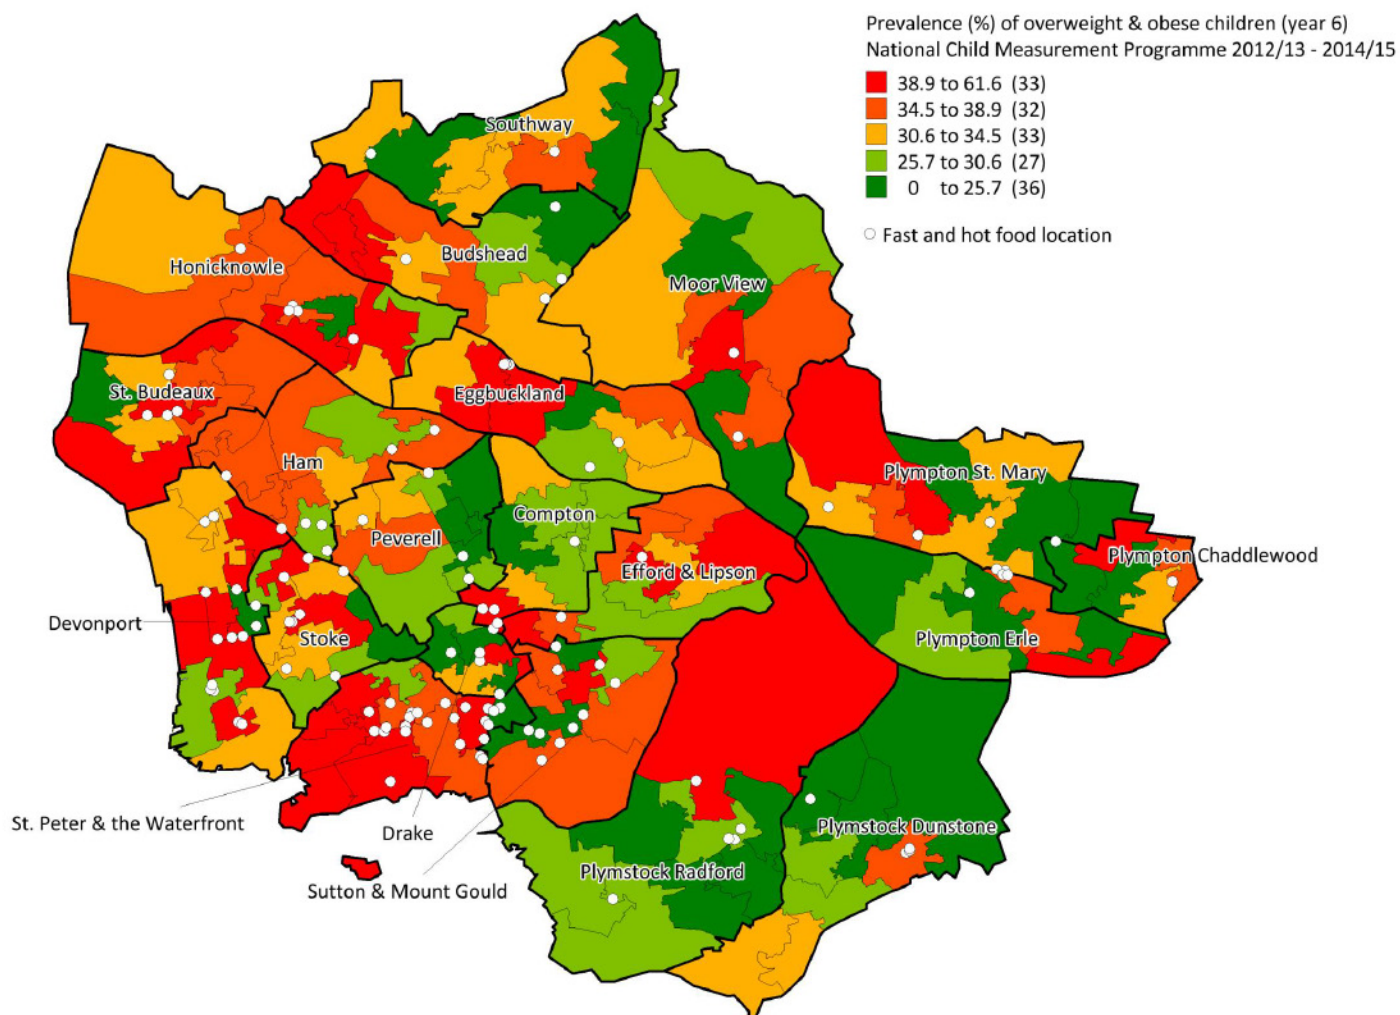 Prevalence (%) of overweight & obese children (year 6)
National Child Measurement Programme 2012/13 - 2014/15
38.9 to 61.6 (33)
34.5 to 38.9 (32)
30.6 to 34.5 (33)
25.7 to 30.6 (27)
0 to 25.7 (36)
Fast and hot food location
Southway
Budshead
Honicknowle
Moor View
St. Budeaux
Eggbuckland
Ham
Plympton St. Mary
Compton
Peverell
Plympton Chaddlewood
Efford & Lipson
Devonport
Stoke
Plympton Erle
St. Peter & the Waterfront
Drake
Plymstock Dunstone
Plymstock Radford
Sutton & Mount Gould